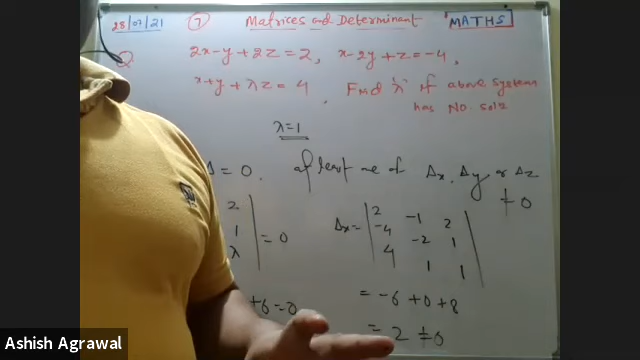 28/07/21 7 Matrices and Determinant MATHS
Q 2x-y+2z=2, x-2y+z=-4,
x+y+λz=4, Find 'λ' if above system
has No solⁿ
λ=1
Δ=0. at least one of Δx, Δy, or Δz
≠0
2
1 =0
λ
Δx= 2 -1 2
-4 -2 1
4 1 1
+6=0 = -6+0+8
= 2 ≠0
Ashish Agrawal